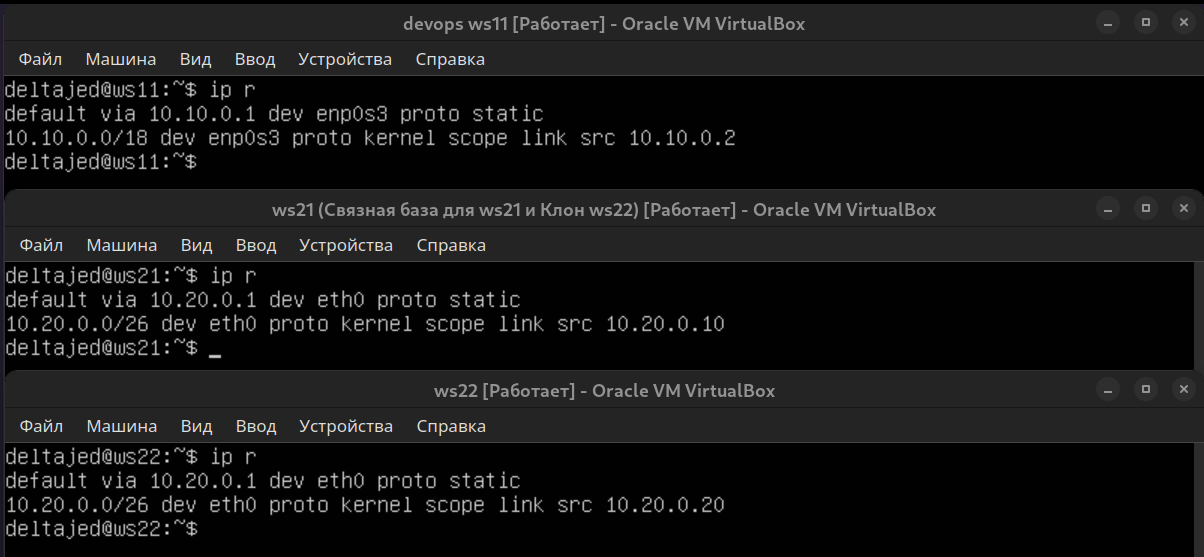 devops ws11 [Работает] - Oracle VM VirtualBox
Файл Машина Вид Ввод Устройства Справка
deltajed@ws11:~$ ip r
default via 10.10.0.1 dev enp0s3 proto static
10.10.0.0/18 dev enp0s3 proto kernel scope link src 10.10.0.2
deltajed@ws11:~$
ws21 (Связная база для ws21 и Клон ws22) [Работает] - Oracle VM VirtualBox
Файл Машина Вид Ввод Устройства Справка
deltajed@ws21:~$ ip r
default via 10.20.0.1 dev eth0 proto static
10.20.0.0/26 dev eth0 proto kernel scope link src 10.20.0.10
deltajed@ws21:~$ _
ws22 [Работает] - Oracle VM VirtualBox
Файл Машина Вид Ввод Устройства Справка
deltajed@ws22:~$ ip r
default via 10.20.0.1 dev eth0 proto static
10.20.0.0/26 dev eth0 proto kernel scope link src 10.20.0.20
deltajed@ws22:~$